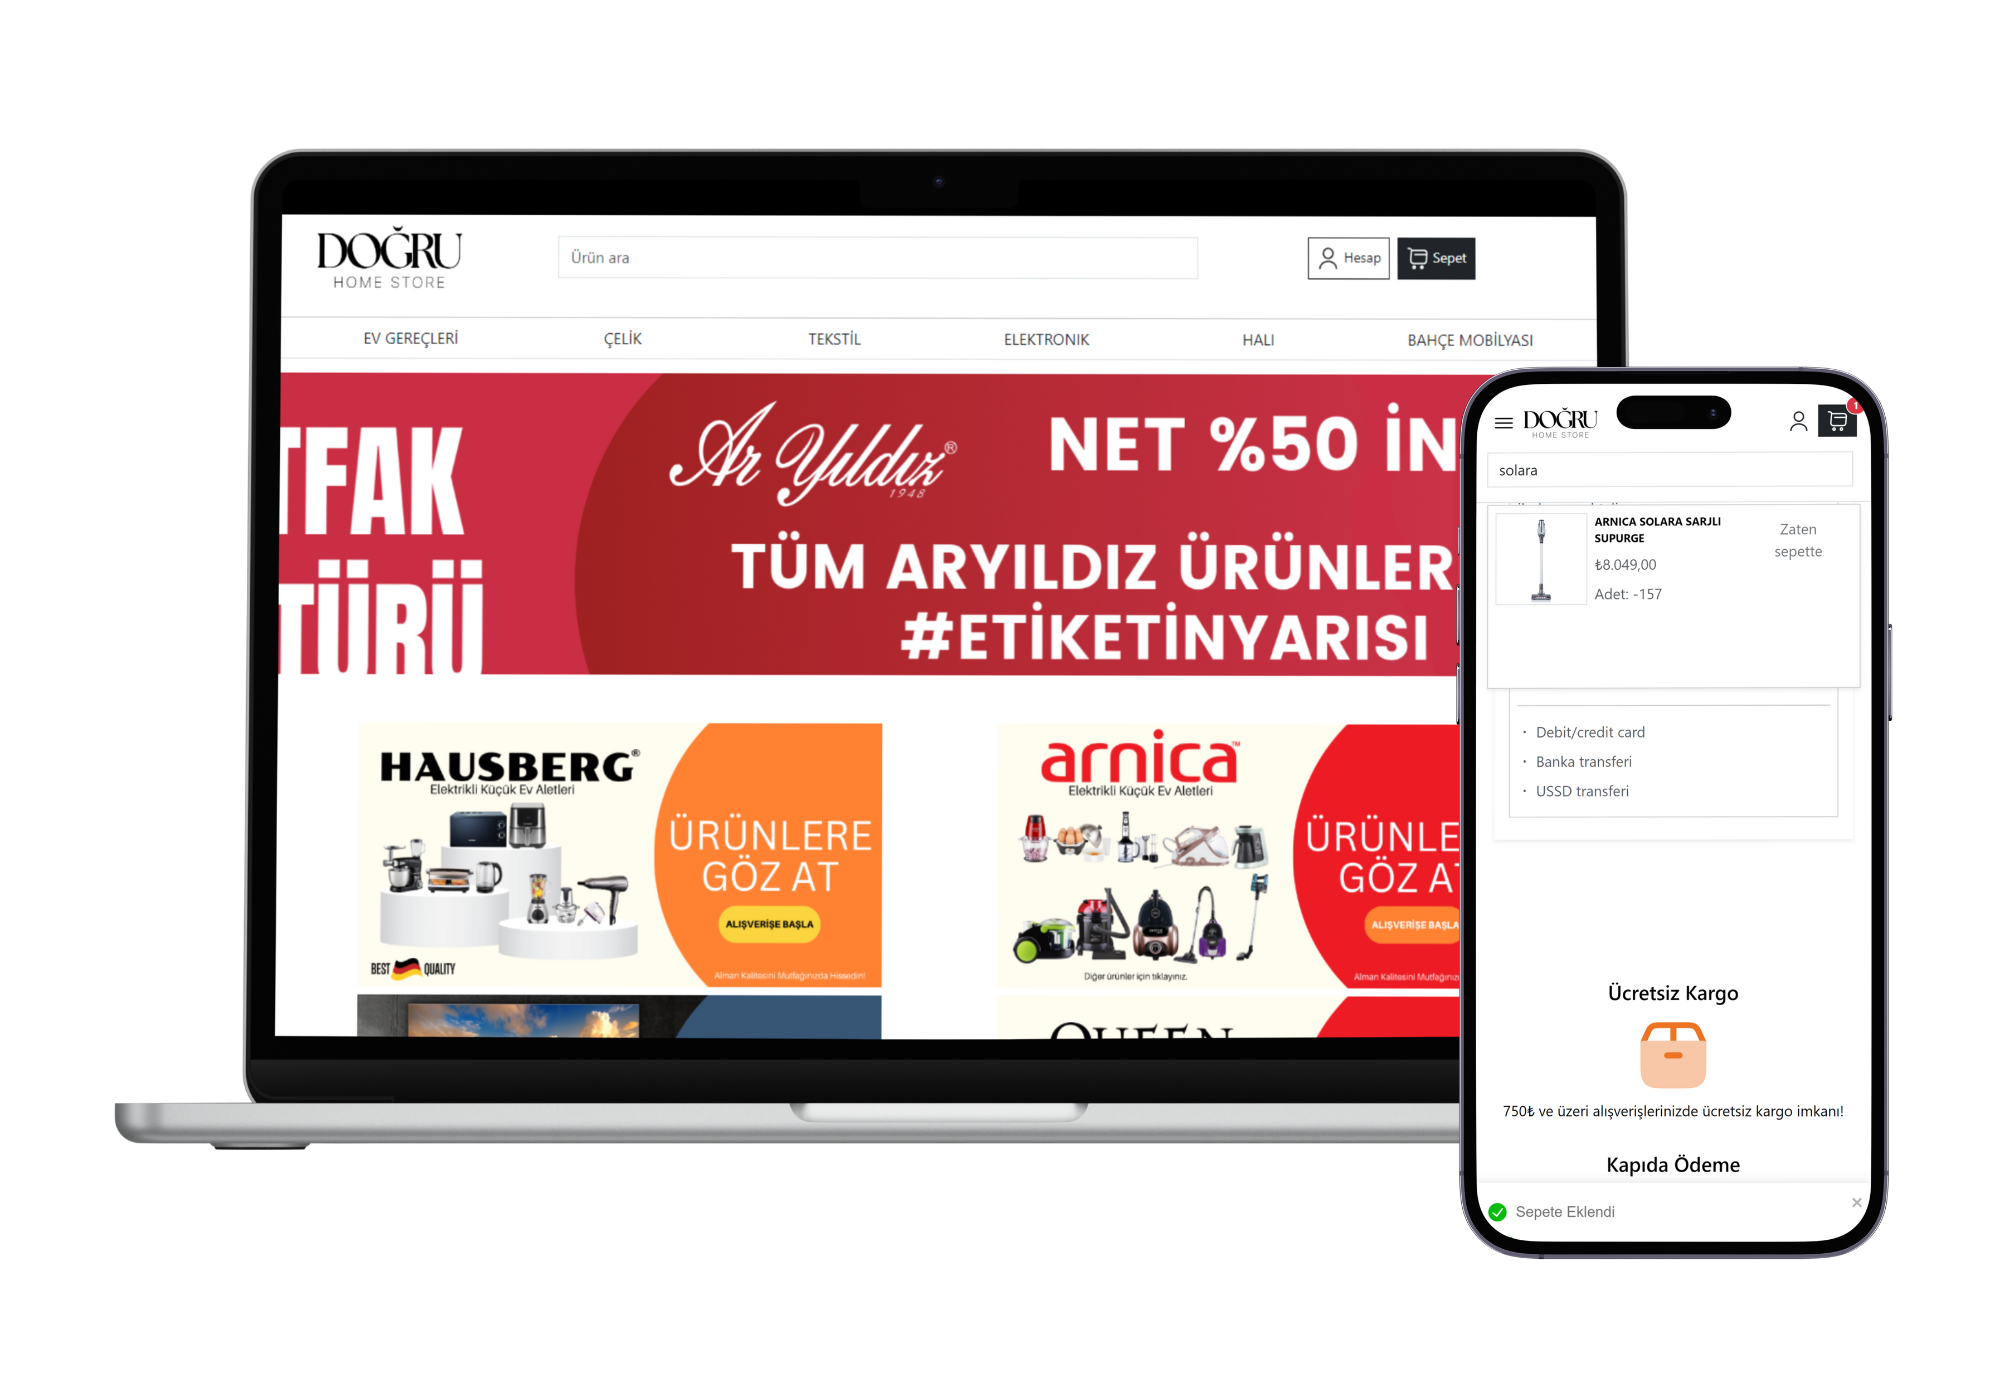 DOĞRU
HOME STORE
Ürün ara
Hesap
Sepet
EV GEREÇLERİ
ÇELİK
TEKSTİL
ELEKTRONIK
HALI
BAHÇE MOBİLYASI
TFAK
TÜRÜ
Ar Yıldız®
1948
NET %50 İN
TÜM ARYILDIZ ÜRÜNLER
#ETİKETİNYARISI
HAUSBERG®
Elektrikli Küçük Ev Aletleri
ÜRÜNLERE
GÖZ AT
ALIŞVERİŞE BAŞLA
BEST QUALITY
Alman Kalitesini Mutfağınızda Hissedin!
arnica™
Elektrikli Küçük Ev Aletleri
ÜRÜNLE
GÖZ AT
ALIŞVERİŞE BAŞLA
Diğer ürünler için tıklayınız.
Alman Kalitesini Mutfağınız
QUEEN
DOĞRU
HOME STORE
1
solara
ARNICA SOLARA SARJLI
SUPURGE
₺8.049,00
Adet: -157
Zaten
sepette
· Debit/credit card
· Banka transferi
· USSD transferi
Ücretsiz Kargo
750₺ ve üzeri alışverişlerinizde ücretsiz kargo imkanı!
Kapıda Ödeme
Sepete Eklendi
×